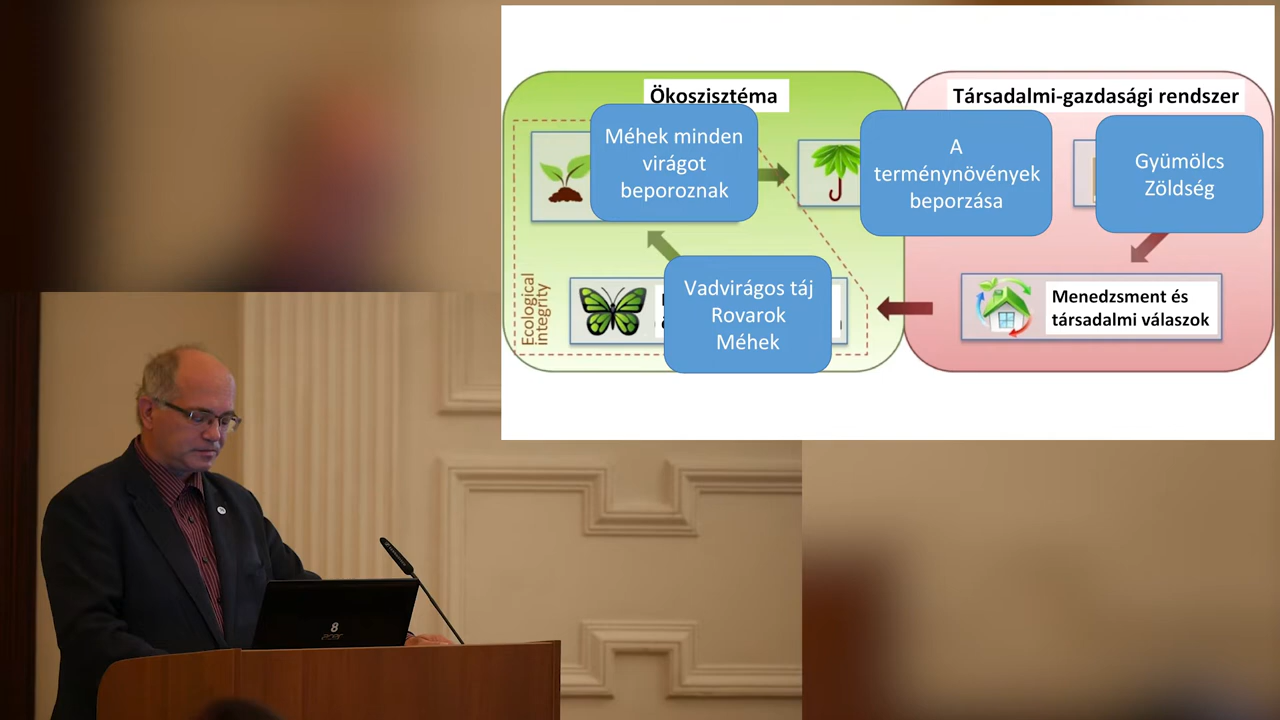 Ökoszisztéma
Társadalmi-gazdasági rendszer
Méhek minden
virágot
beporoznak
A
terménynövények
beporzása
Gyümölcs
Zöldség
Ecological
integrity
Vadvirágos táj
Rovarok
Méhek
Menedzsment és
társadalmi válaszok
8